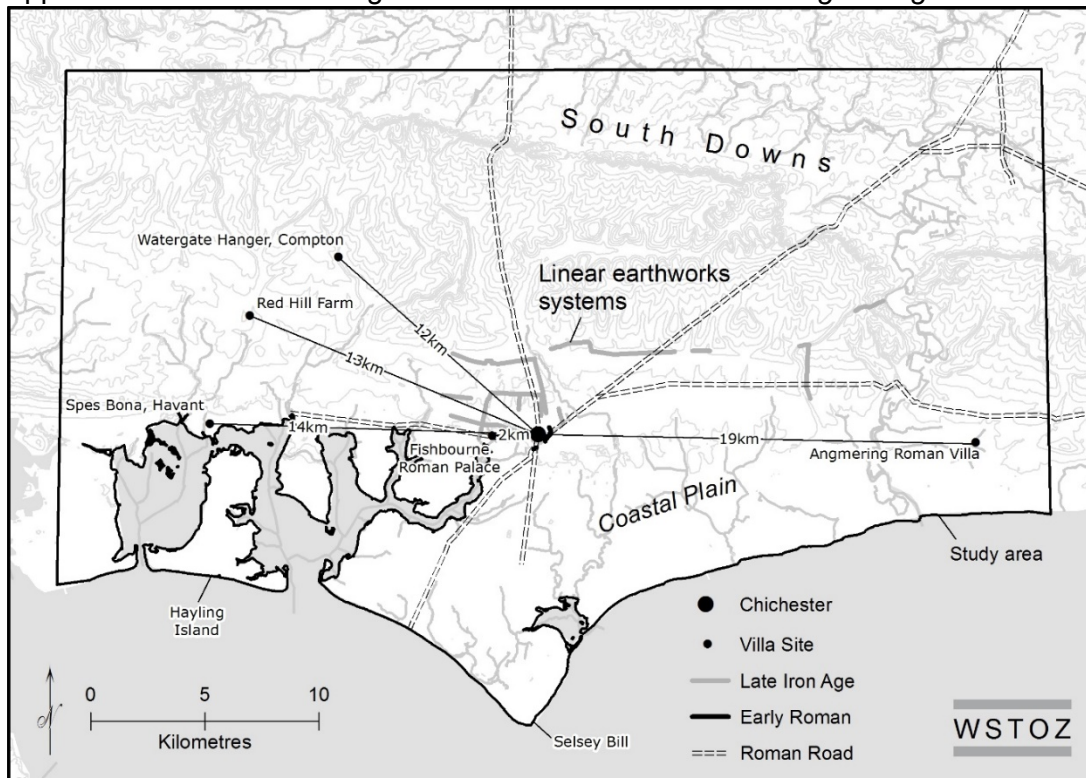 South Downs
Watergate Hanger, Compton
Linear earthworks
systems
Red Hill Farm
12km
13km
Spes Bona, Havant
14km
2km
19km
Fishbourne
Roman Palace
Angmering Roman Villa
Coastal Plain
Study area
Hayling
Island
Chichester
Villa Site
Late Iron Age
Early Roman
Roman Road
N
0 5 10
Kilometres
Selsey Bill
WSTOZ